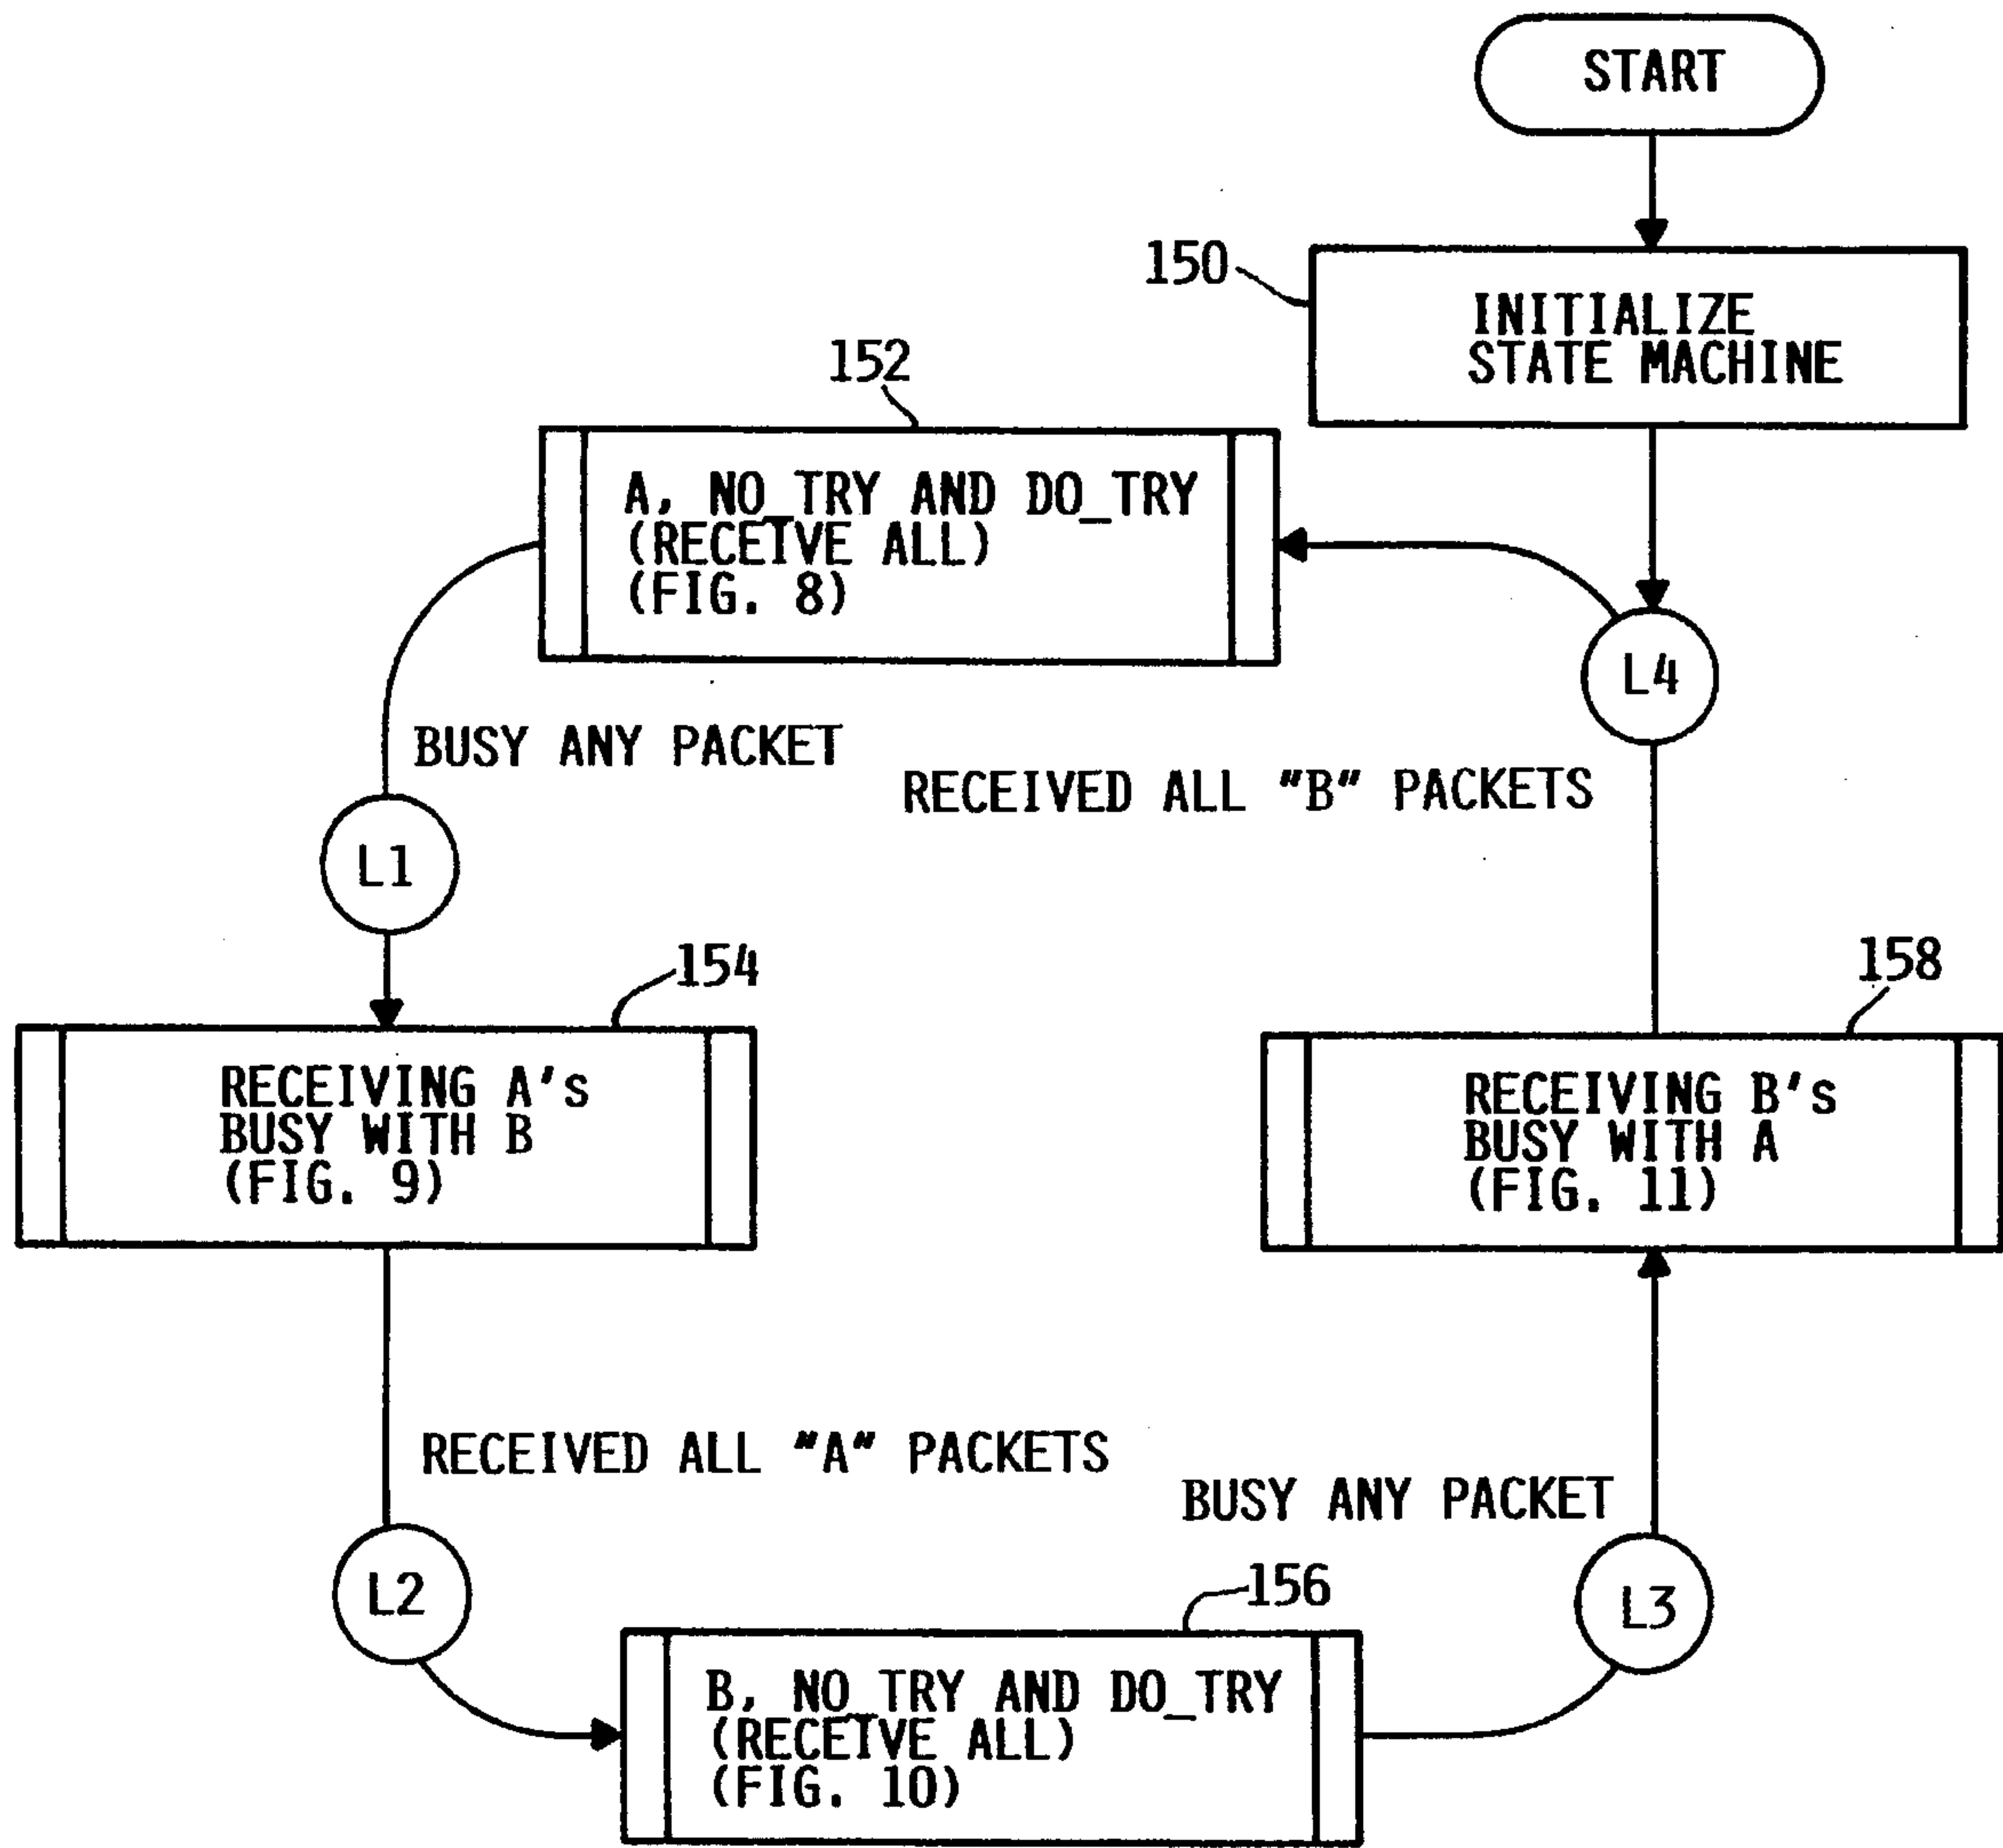 START
150
INITIALIZE
STATE MACHINE
152
A, NO_TRY AND DO_TRY
(RECEIVE ALL)
(FIG. 8)
L4
BUSY ANY PACKET
RECEIVED ALL "B" PACKETS
L1
154
158
RECEIVING A's
BUSY WITH B
(FIG. 9)
RECEIVING B's
BUSY WITH A
(FIG. 11)
RECEIVED ALL "A" PACKETS
BUSY ANY PACKET
L2
156
L3
B, NO_TRY AND DO_TRY
(RECEIVE ALL)
(FIG. 10)